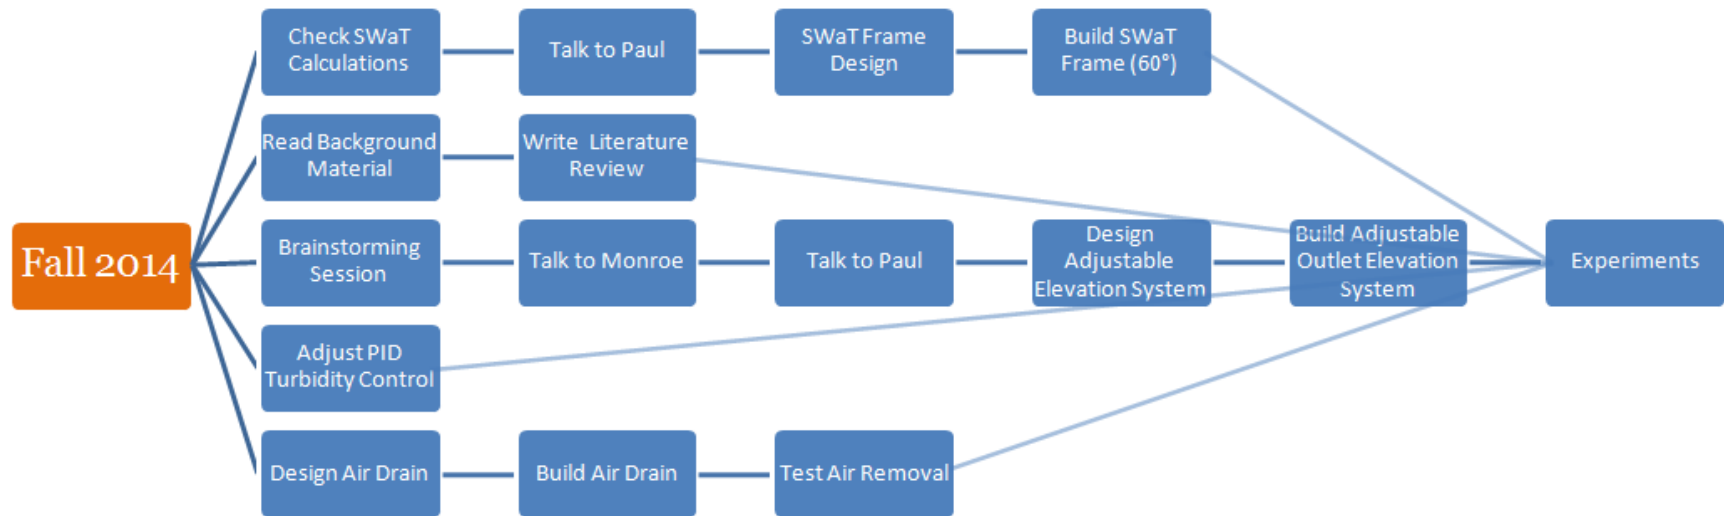 Fall 2014
Check SWaT
Calculations
Talk to Paul
SWaT Frame
Design
Build SWaT
Frame (60°)
Read Background
Material
Write  Literature
Review
Brainstorming
Session
Talk to Monroe
Talk to Paul
Design
Adjustable
Elevation System
Build Adjustable
Outlet Elevation
System
Experiments
Adjust PID
Turbidity Control
Design Air Drain
Build Air Drain
Test Air Removal